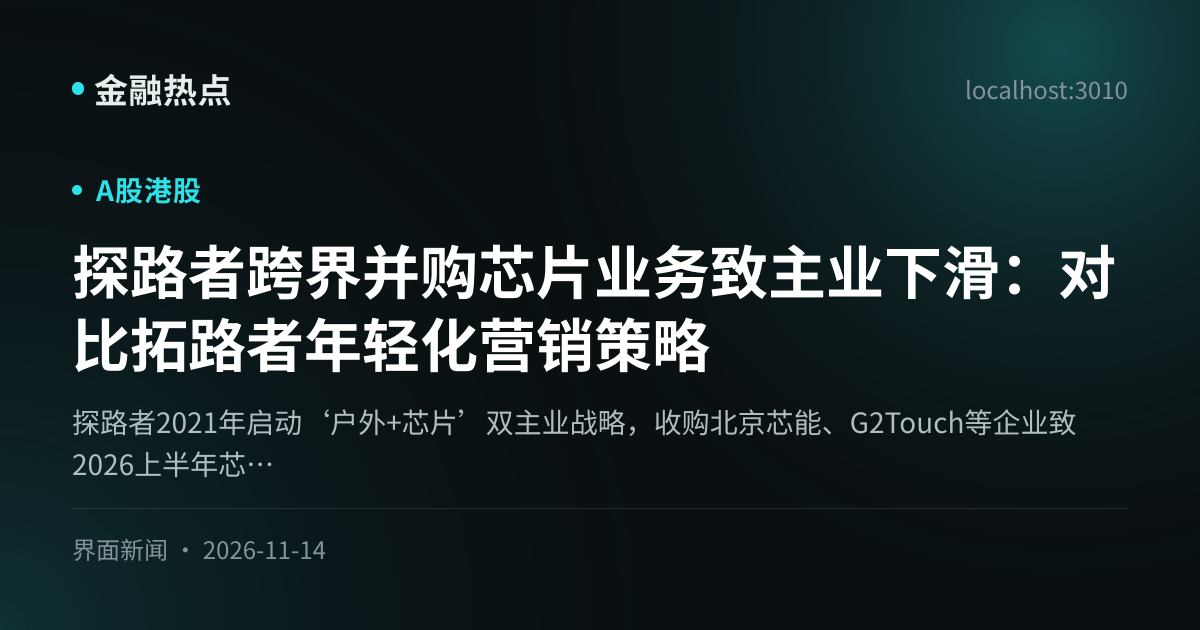 金融热点
localhost:3010
A股港股
探路者跨界并购芯片业务致主业下滑：对
比拓路者年轻化营销策略
探路者2021年启动‘户外+芯片’双主业战略，收购北京芯能、G2Touch等企业致
2026上半年芯…
界面新闻 · 2026-11-14